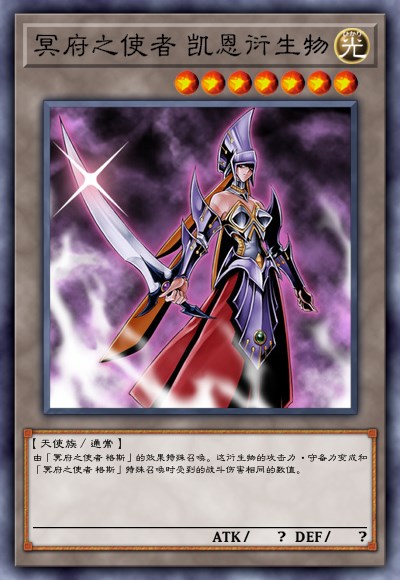 冥府之使者 凯恩衍生物
光
ひかり
【天使族／通常】
由「冥府之使者 格斯」的效果特殊召唤。这衍生物的攻击力·守备力变成和
「冥府之使者 格斯」特殊召唤时受到的战斗伤害相同的数值。
ATK/ ? DEF/ ?